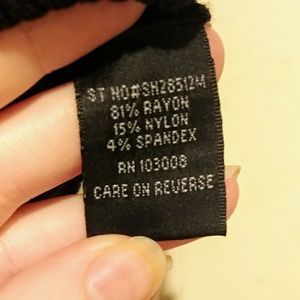 ST NO#SH28512M
81% RAYON
15% NYLON
4% SPANDEX
RN 103008
CARE ON REVERSE